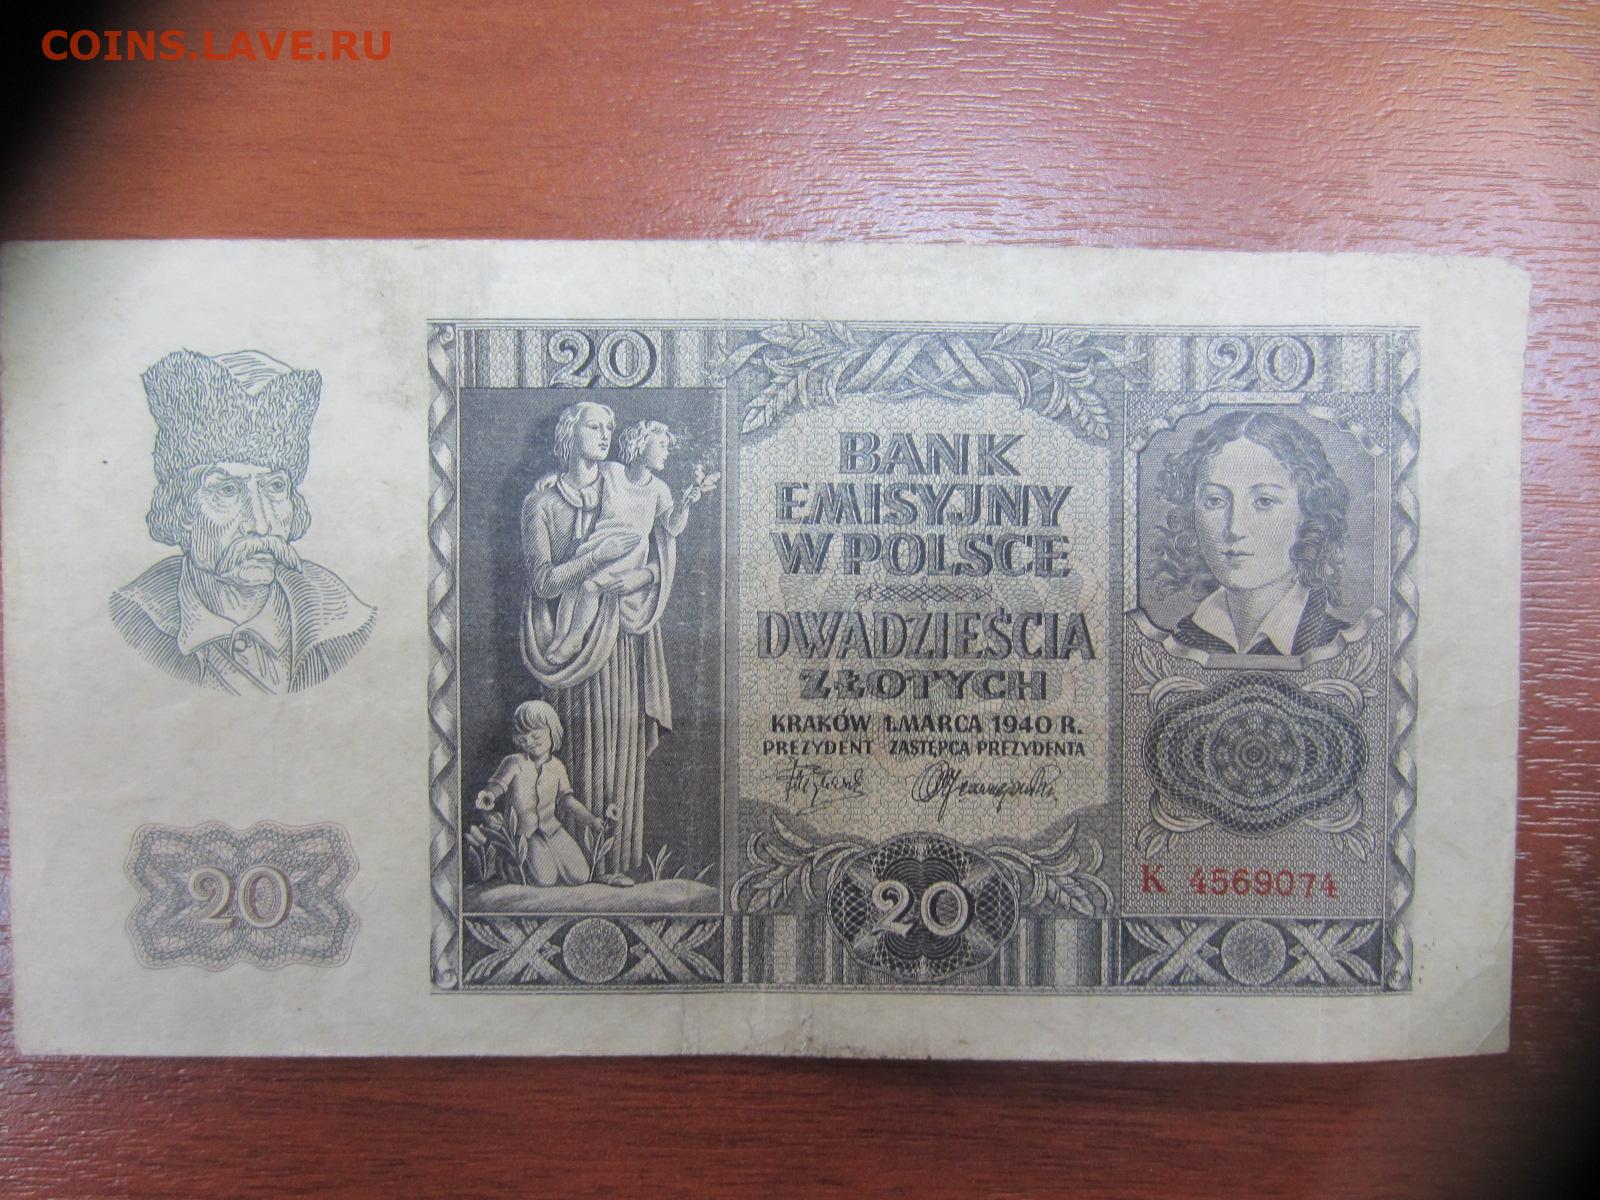 COINS.LAVE.RU
20
20
BANK
EMISYJNY
W POLSCE
DWADZIEŚCIA
ZŁOTYCH
KRAKÓW 1.MARCA 1940 R.
PREZYDENT ZASTĘPCA PREZYDENTA
K 4569074
20
20